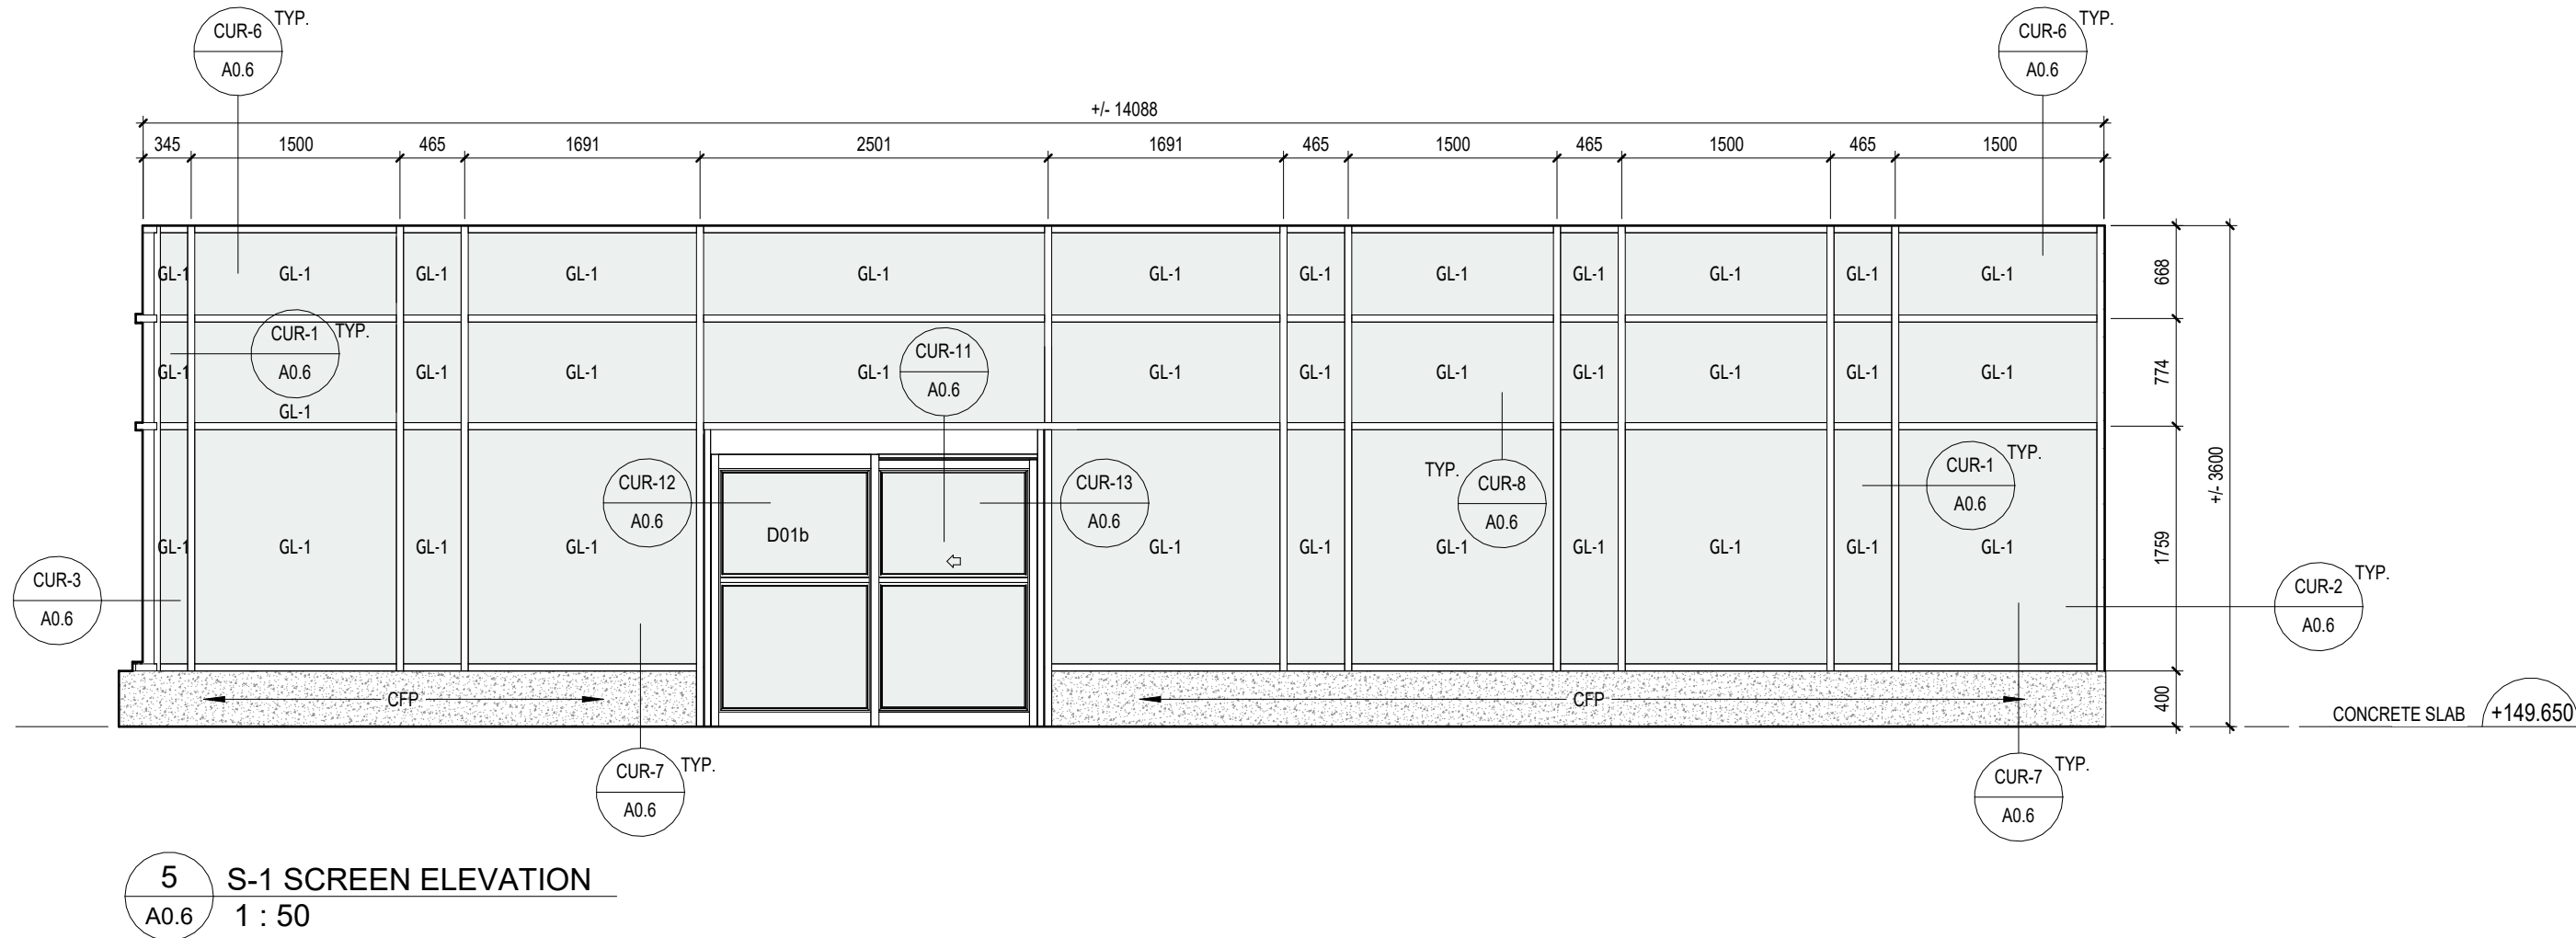 CUR-6 TYP.
A0.6
CUR-6 TYP.
A0.6
+/- 14088
345 1500 465 1691 2501 1691 465 1500 465 1500 465 1500
GL-1 GL-1 GL-1 GL-1 GL-1 GL-1 GL-1 GL-1 GL-1 GL-1 GL-1 GL-1
668
CUR-1 TYP.
A0.6
CUR-11
A0.6
GL-1 GL-1 GL-1 GL-1 GL-1 GL-1 GL-1 GL-1 GL-1 GL-1 GL-1
774
GL-1
+/- 3600
CUR-12
A0.6
CUR-13
A0.6
TYP. CUR-8
A0.6
CUR-1 TYP.
A0.6
D01b
GL-1 GL-1 GL-1 GL-1 GL-1 GL-1 GL-1 GL-1 GL-1 GL-1 GL-1
1759
CUR-3
A0.6
CUR-2 TYP.
A0.6
CFP
CFP
400
CONCRETE SLAB +149.650
CUR-7 TYP.
A0.6
CUR-7 TYP.
A0.6
5 S-1 SCREEN ELEVATION
A0.6 1 : 50